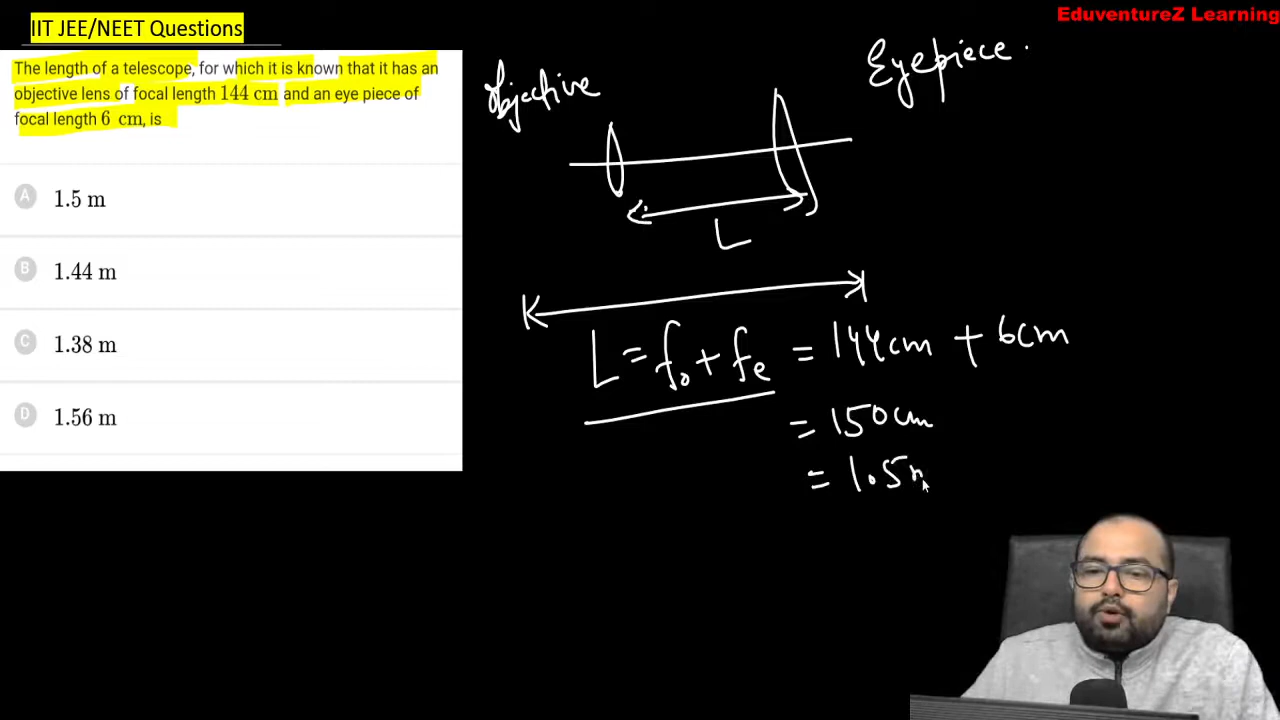 IIT JEE/NEET Questions
EduventureZ Learning
The length of a telescope, for which it is known that it has an
objective lens of focal length 144 cm and an eye piece of
focal length 6 cm, is
A 1.5 m
B 1.44 m
C 1.38 m
D 1.56 m
Objective
Eyepiece.
L
L = f₀ + fₑ = 144cm + 6cm
= 150cm
= 1.5m